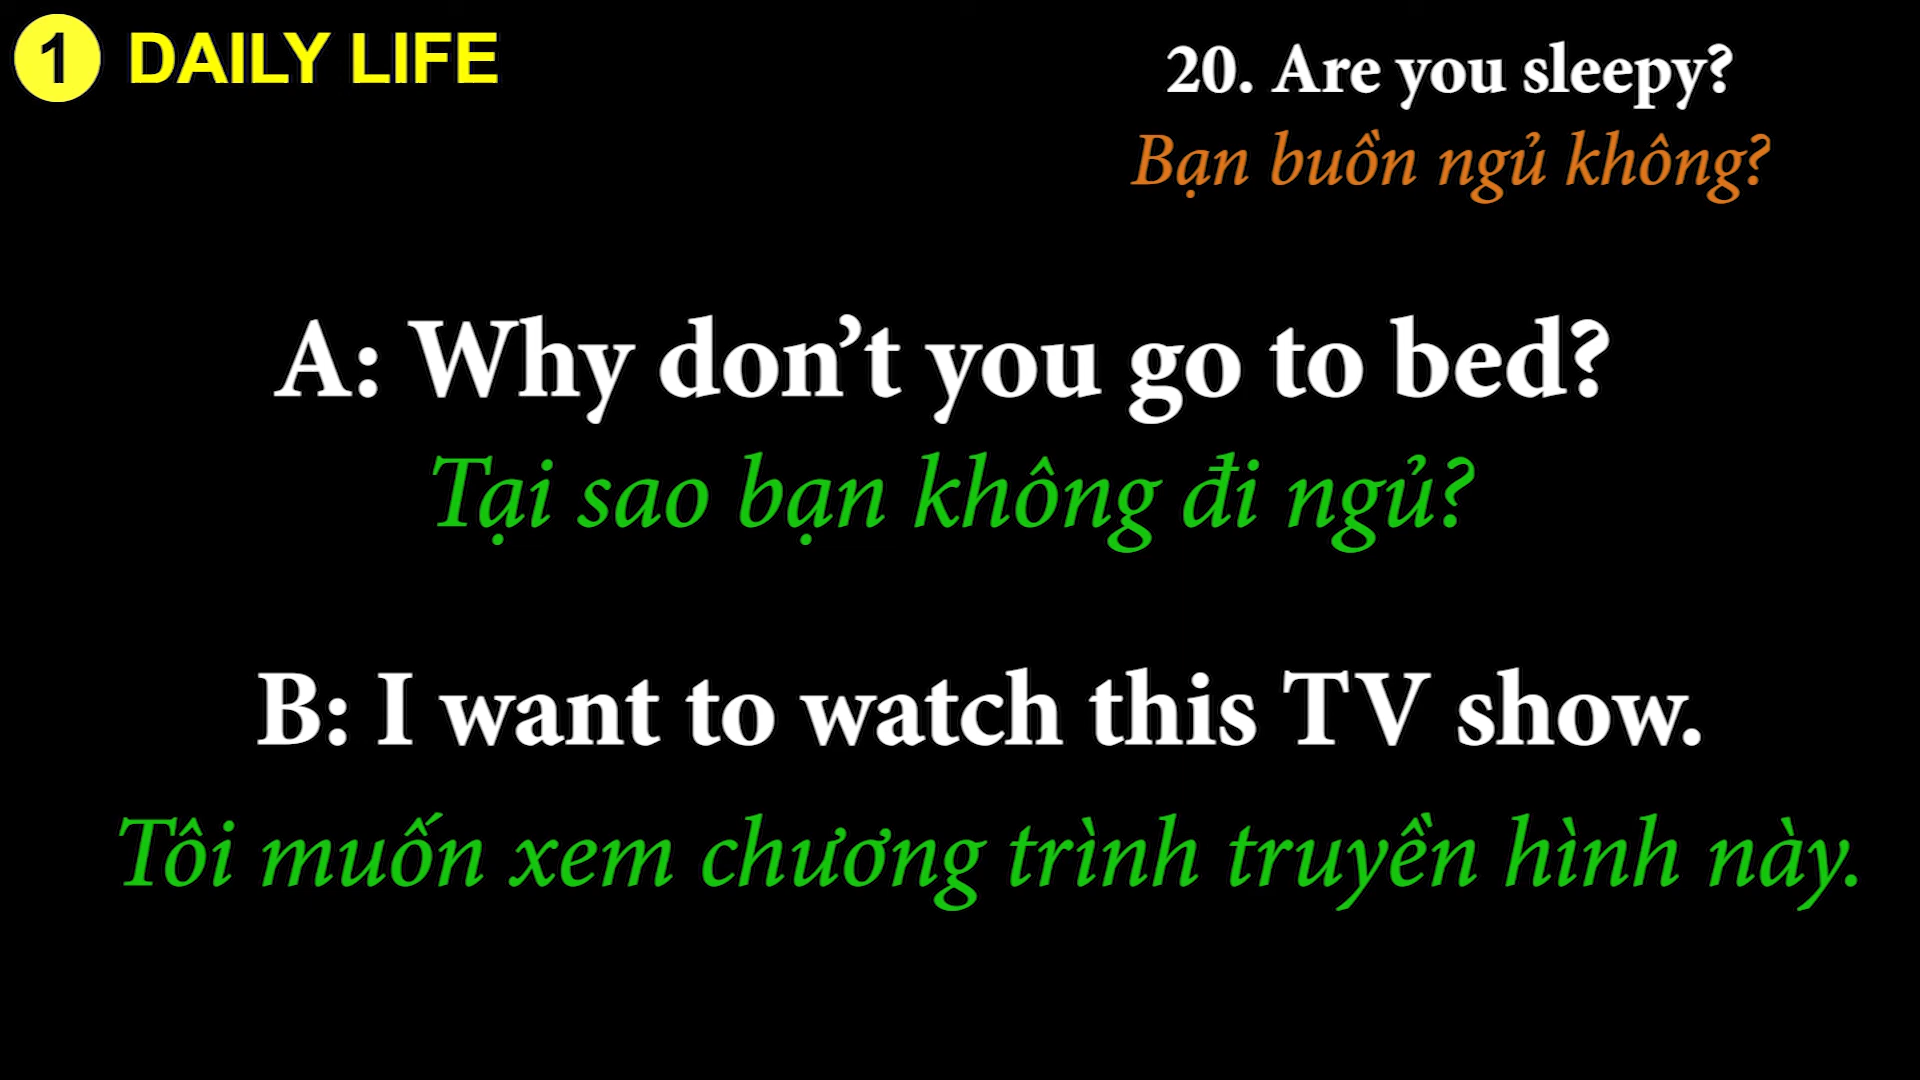 1 DAILY LIFE
20. Are you sleepy?
Bạn buồn ngủ không?
A: Why don’t you go to bed?
Tại sao bạn không đi ngủ?
B: I want to watch this TV show.
Tôi muốn xem chương trình truyền hình này.